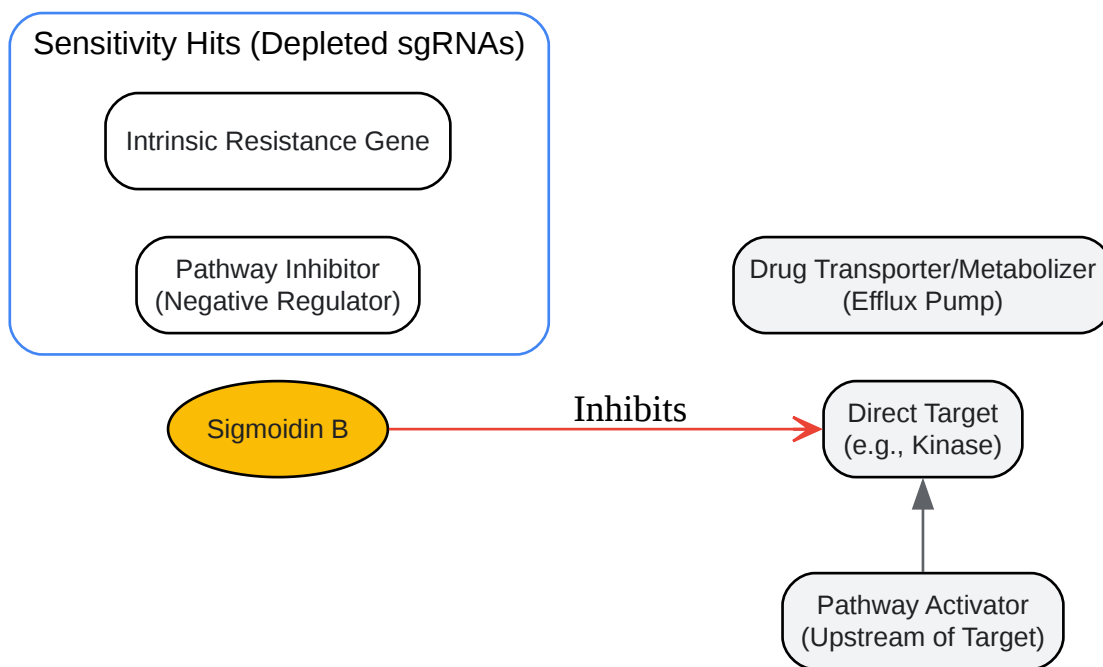 Sensitivity Hits (Depleted sgRNAs)
Intrinsic Resistance Gene
Pathway Inhibitor
(Negative Regulator)
Drug Transporter/Metabolizer
(Efflux Pump)
Sigmoidin B
Inhibits
Direct Target
(e.g., Kinase)
Pathway Activator
(Upstream of Target)